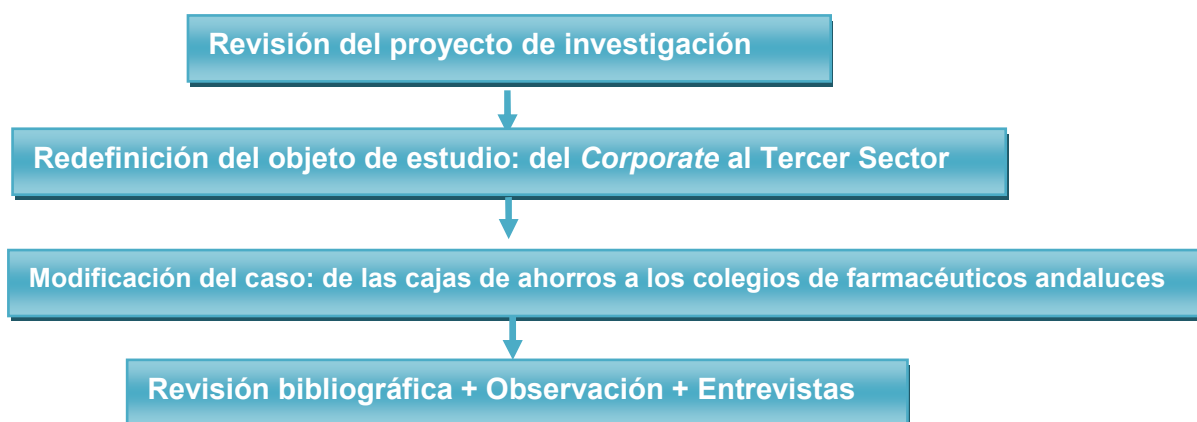 Revisión del proyecto de investigación
Redefinición del objeto de estudio: del Corporate al Tercer Sector
Modificación del caso: de las cajas de ahorros a los colegios de farmacéuticos andaluces
Revisión bibliográfica + Observación + Entrevistas